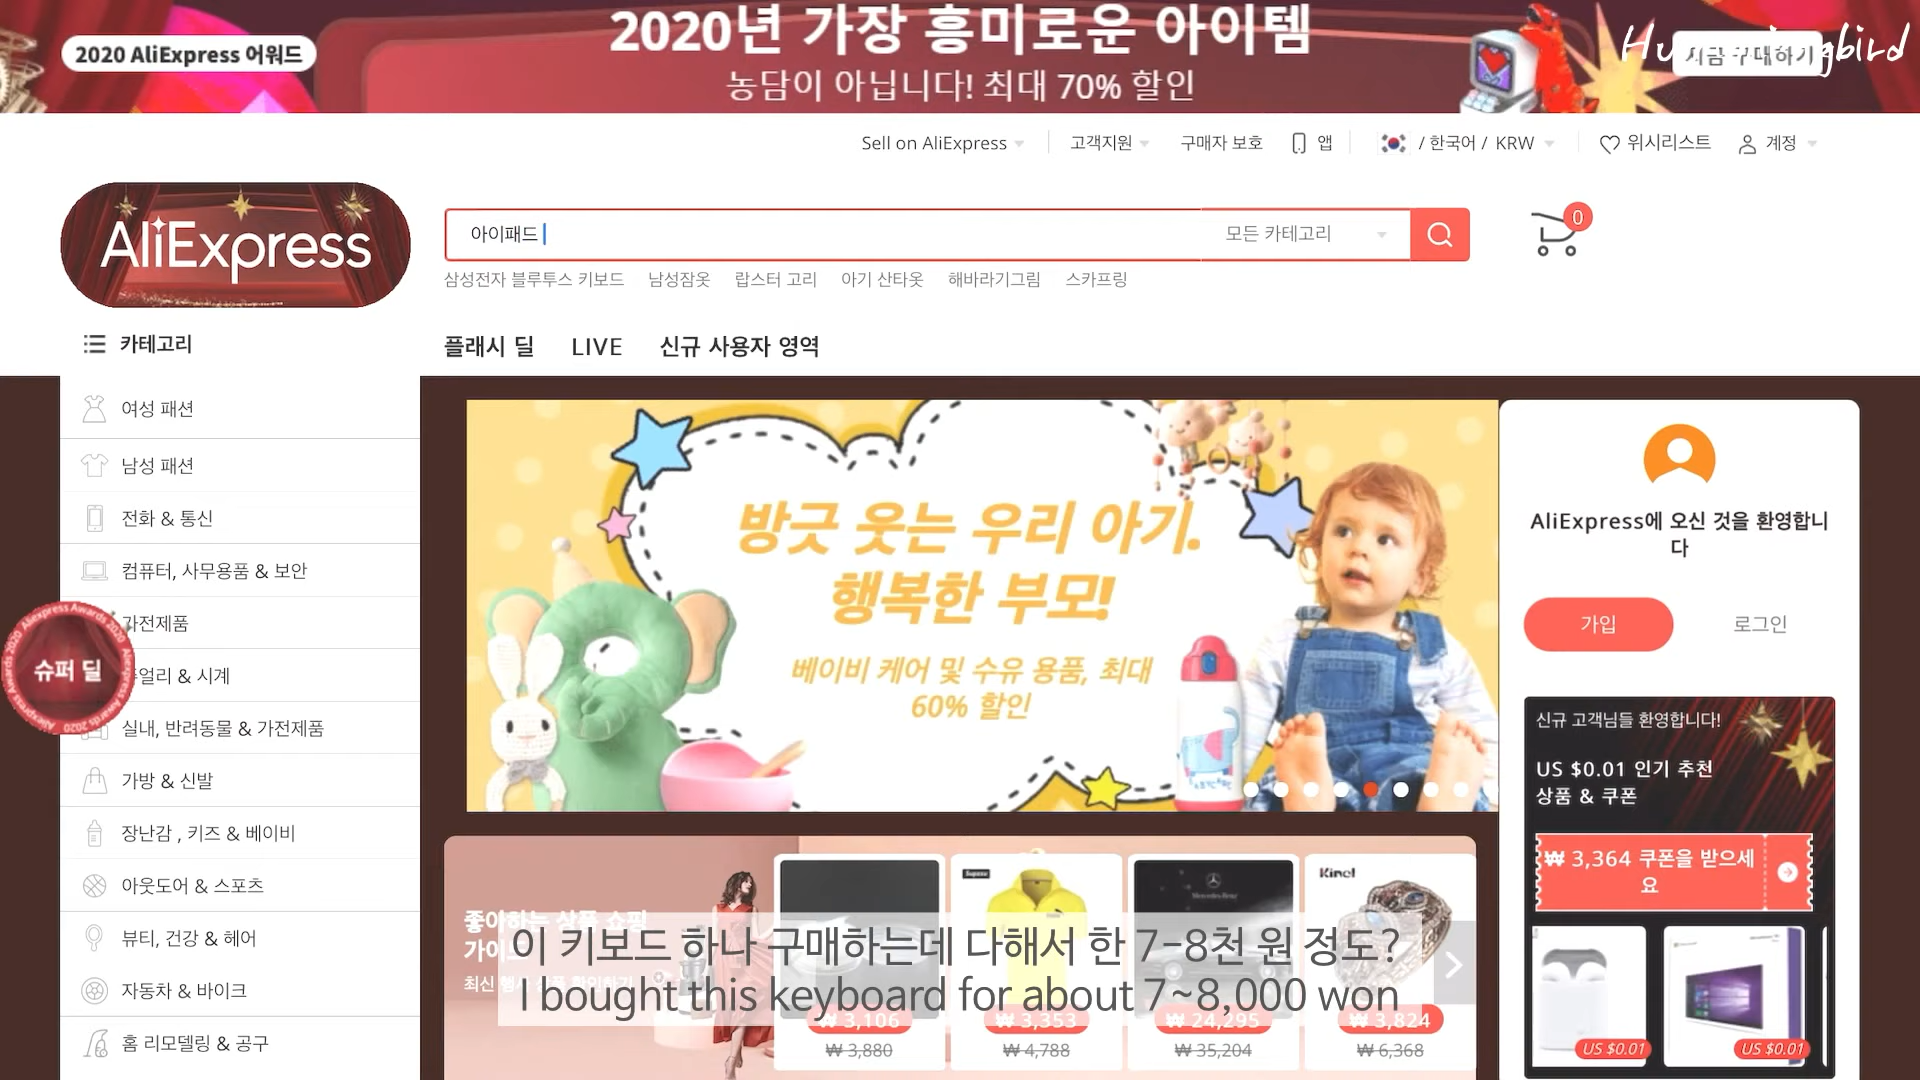 2020년 가장 흥미로운 아이템
2020 AliExpress 어워드
농담이 아닙니다! 최대 70% 할인
지금 구매하기
Hummingbird
Sell on AliExpress
고객지원
구매자 보호
앱
/ 한국어 / KRW
위시리스트
계정
AliExpress
아이패드
모든 카테고리
0
삼성전자 블루투스 키보드 남성잠옷 랍스터 고리 아기 산타옷 해바라기그림 스카프링
카테고리
플래시 딜 LIVE 신규 사용자 영역
여성 패션
남성 패션
전화 & 통신
컴퓨터, 사무용품 & 보안
가전제품
주얼리 & 시계
실내, 반려동물 & 가전제품
가방 & 신발
장난감 , 키즈 & 베이비
아웃도어 & 스포츠
뷰티, 건강 & 헤어
자동차 & 바이크
홈 리모델링 & 공구
Aliexpress Awards 2020
슈퍼 딜
방긋 웃는 우리 아기.
행복한 부모!
베이비 케어 및 수유 용품, 최대
60% 할인
AliExpress에 오신 것을 환영합니
다
가입
로그인
신규 고객님들 환영합니다!
US $0.01 인기 추천
상품 & 쿠폰
₩ 3,364 쿠폰을 받으세
요
US $0.01
US $0.01
좋아하는 상품 쇼핑
가이
Mercedes-Benz
이 키보드 하나 구매하는데 다해서 한 7-8천 원 정도?
I bought this keyboard for about 7~8,000 won
₩ 3,106
₩ 3,353
₩ 24,295
₩ 3,824
₩ 3,880
₩ 4,788
₩ 35,204
₩ 6,368